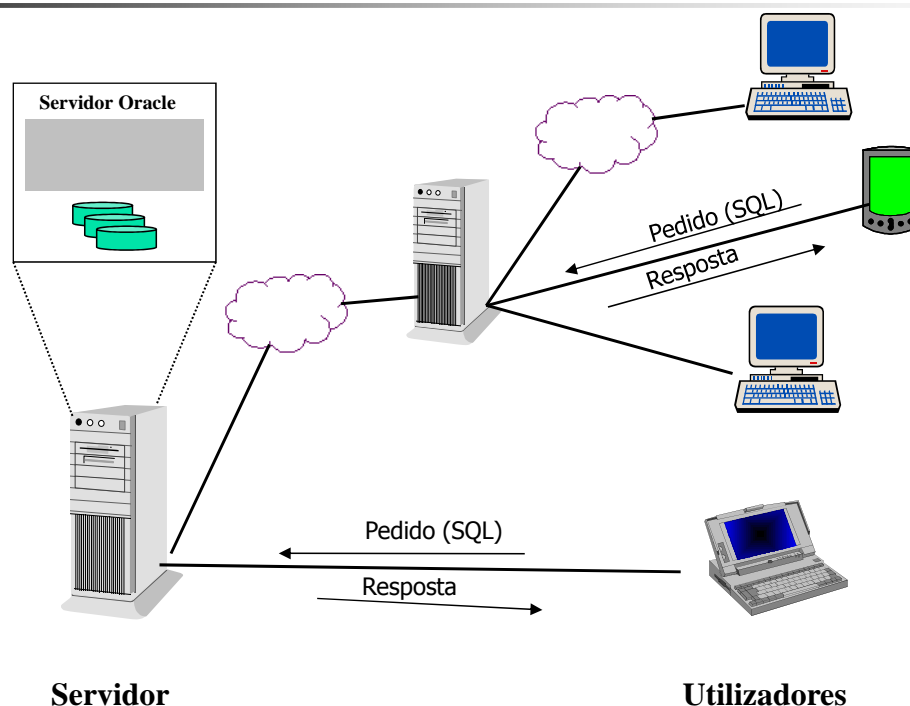 Servidor Oracle
Pedido (SQL)
Resposta
Pedido (SQL)
Resposta
Servidor
Utilizadores